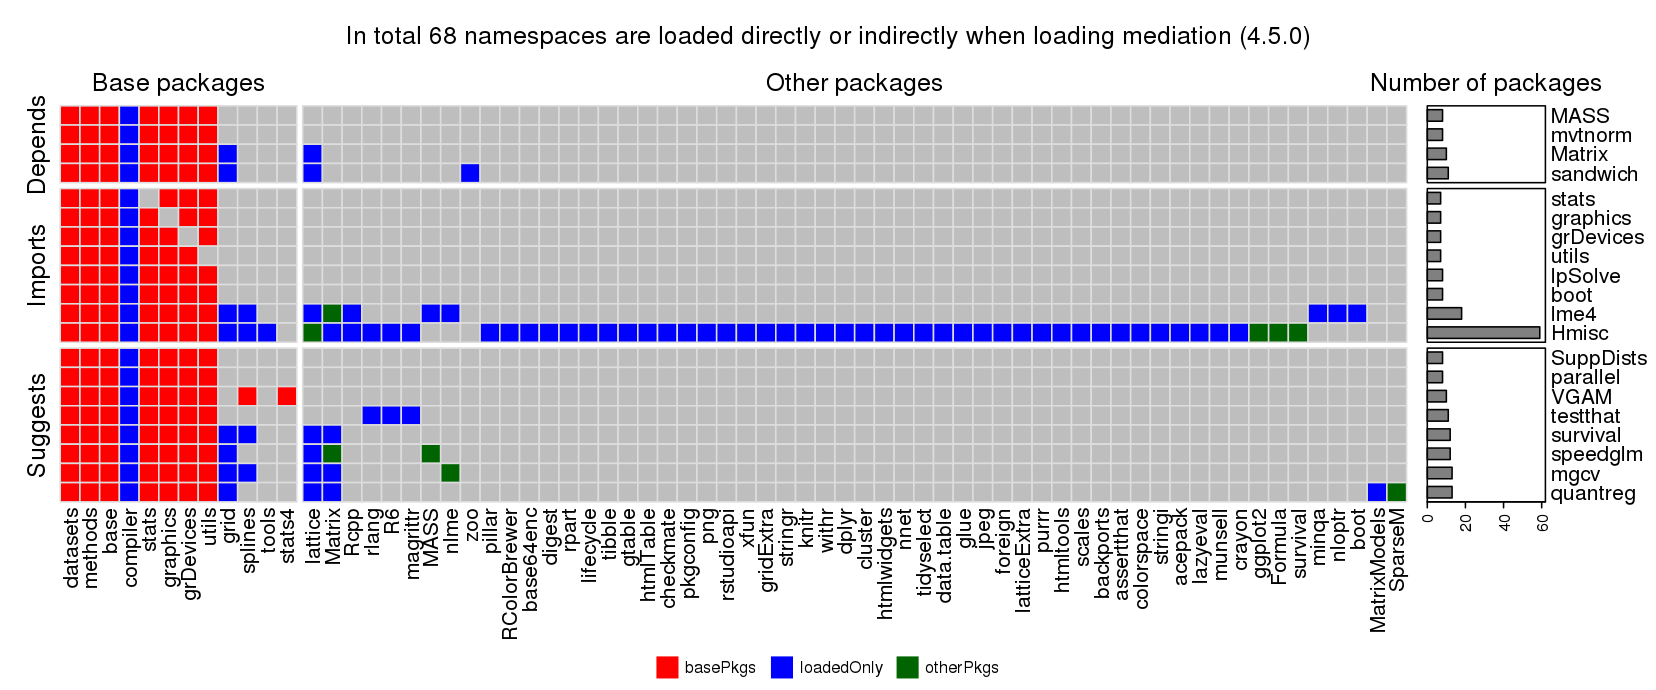 In total 68 namespaces are loaded directly or indirectly when loading mediation (4.5.0)
Base packages
Other packages
Number of packages
Depends
MASS
mvtnorm
Matrix
sandwich
Imports
stats
graphics
grDevices
utils
lpSolve
boot
lme4
Hmisc
Suggests
SuppDists
parallel
VGAM
testthat
survival
speedglm
mgcv
quantreg
datasets
methods
base
compiler
stats
graphics
grDevices
utils
grid
splines
tools
stats4
lattice
Matrix
Rcpp
rlang
R6
magrittr
MASS
nlme
zoo
pillar
RColorBrewer
base64enc
digest
rpart
lifecycle
tibble
gtable
htmlTable
checkmate
pkgconfig
png
rstudioapi
xfun
gridExtra
stringr
knitr
withr
dplyr
cluster
htmlwidgets
nnet
tidyselect
data.table
glue
jpeg
foreign
latticeExtra
purrr
htmltools
scales
backports
assertthat
colorspace
stringi
acepack
lazyeval
munsell
crayon
ggplot2
Formula
survival
minqa
nloptr
boot
MatrixModels
SparseM
0
20
40
60
basePkgs
loadedOnly
otherPkgs